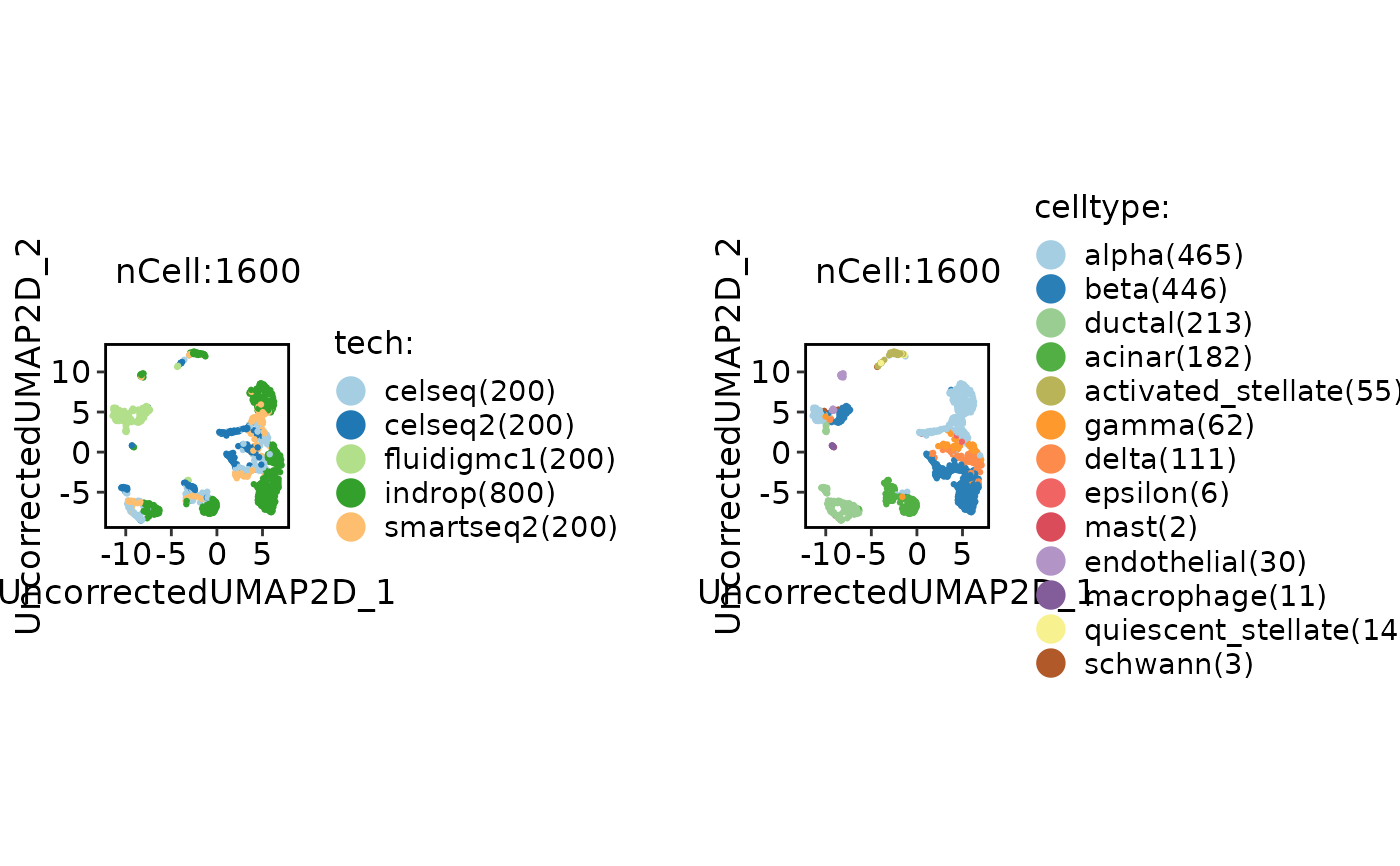 nCell:1600
UncorrectedUMAP2D_2
10
5
0
-5
-10 -5 0 5
UncorrectedUMAP2D_1
tech:
celseq(200)
celseq2(200)
fluidigmc1(200)
indrop(800)
smartseq2(200)
nCell:1600
UncorrectedUMAP2D_2
10
5
0
-5
-10 -5 0 5
UncorrectedUMAP2D_1
celltype:
alpha(465)
beta(446)
ductal(213)
acinar(182)
activated_stellate(55)
gamma(62)
delta(111)
epsilon(6)
mast(2)
endothelial(30)
macrophage(11)
quiescent_stellate(14
schwann(3)